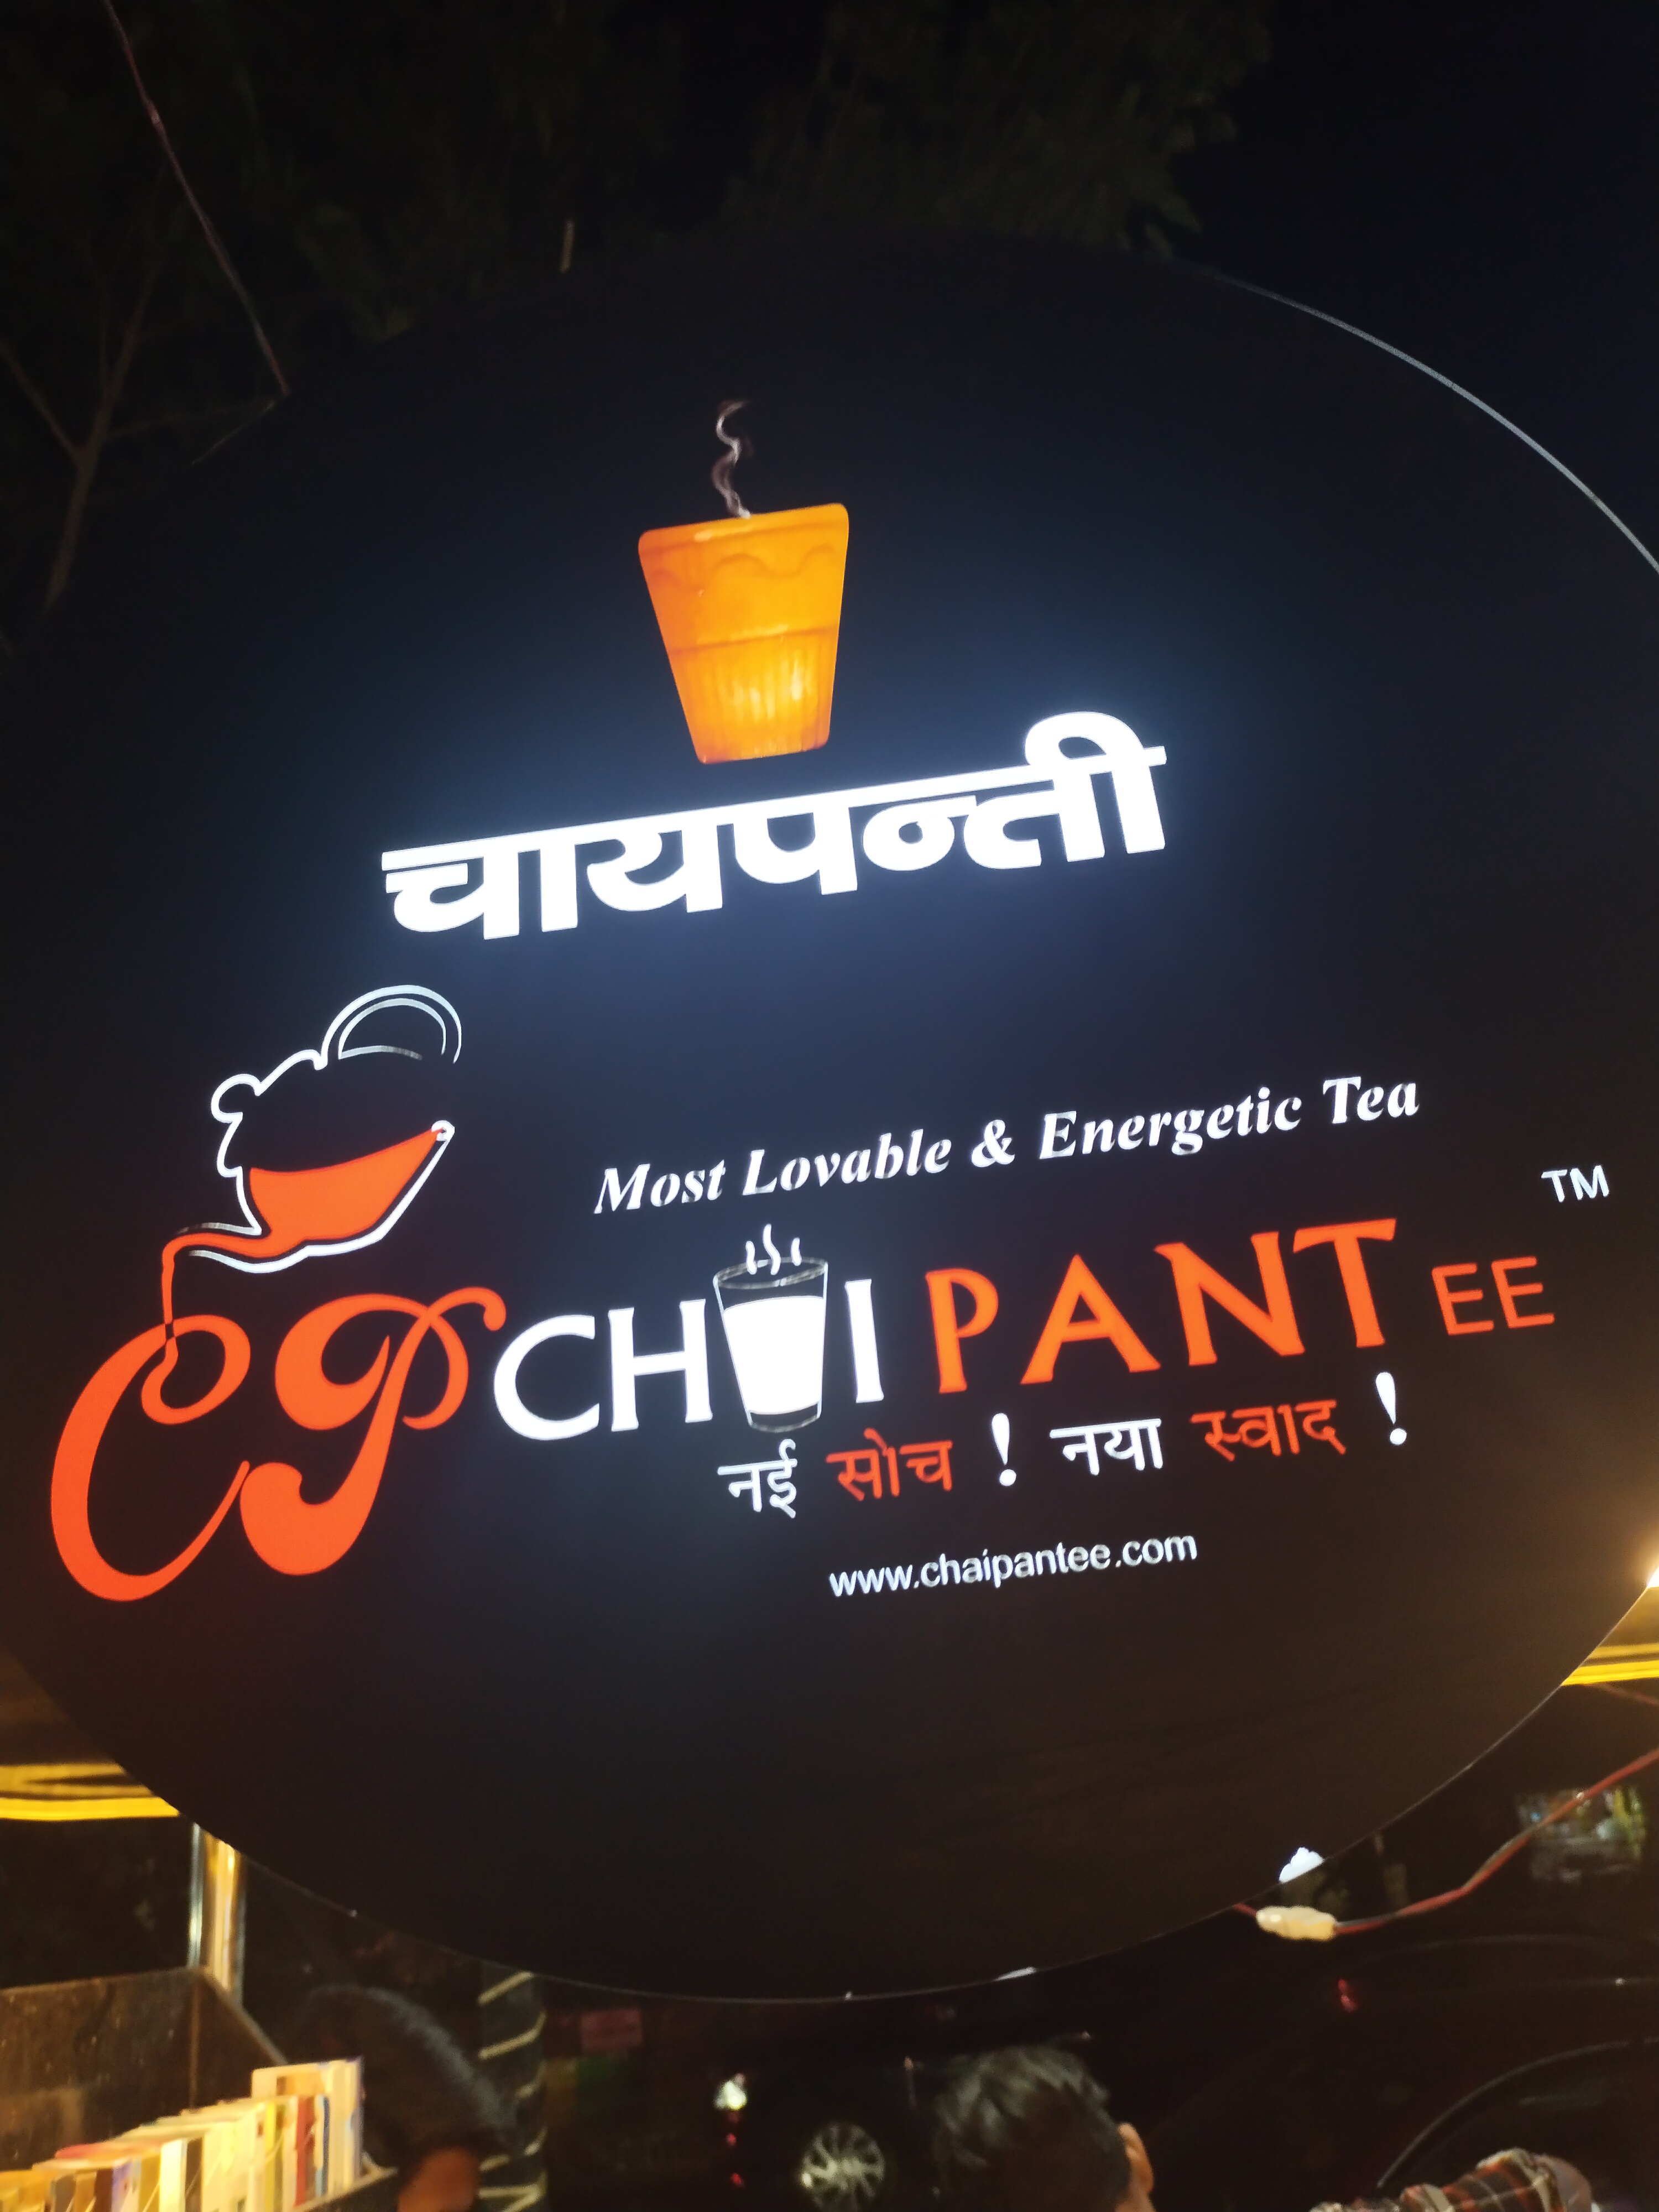 चायपन्ती
Most Lovable & Energetic Tea
TM
CP CHAI PANTEE
नई सोच ! नया स्वाद !
www.chaipantee.com